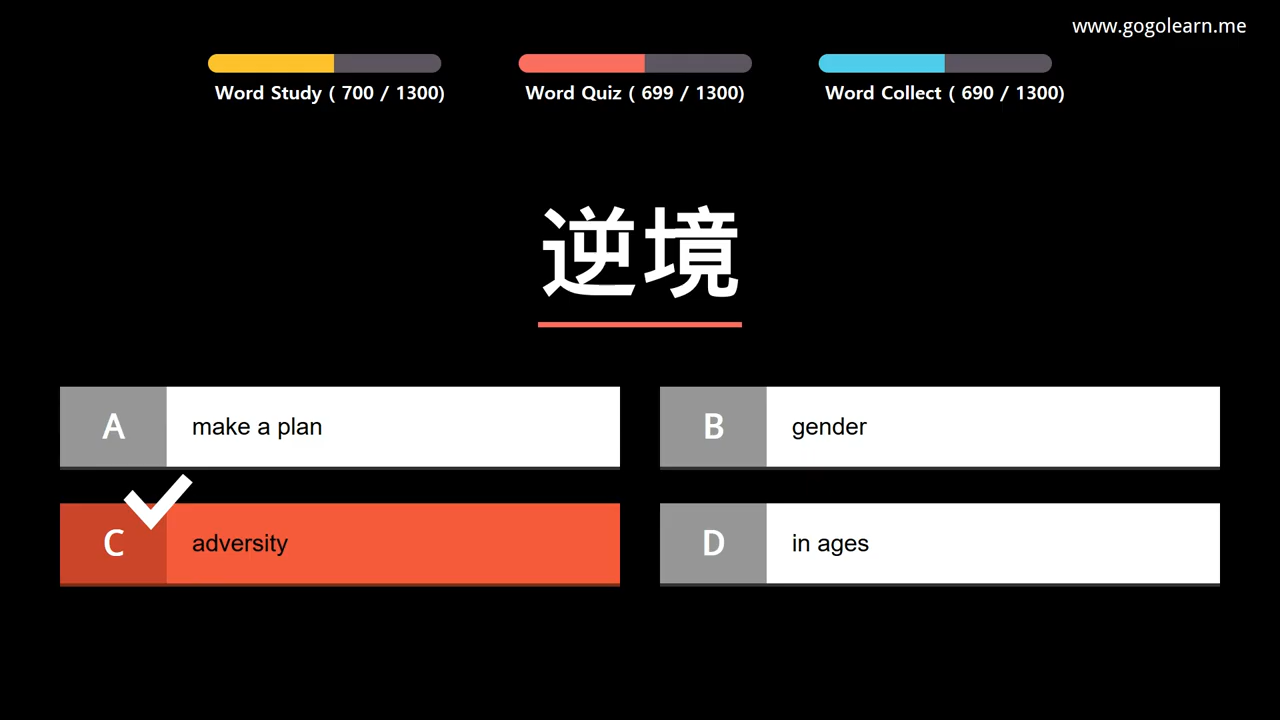 www.gogolearn.me
Word Study ( 700 / 1300)
Word Quiz ( 699 / 1300)
Word Collect ( 690 / 1300)
逆境
A
make a plan
B
gender
C
adversity
D
in ages